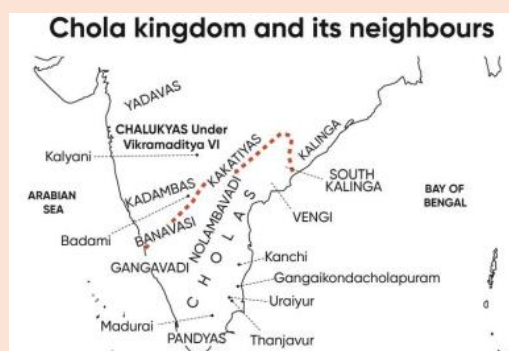 Chola kingdom and its neighbours
YADAVAS
CHALUKYAS Under
Vikramaditya VI
Kalyani
KADAMBAS
KAKATIYAS
KALINGA
ARABIAN
SEA
SOUTH
KALINGA
BAY OF
BENGAL
NOLAMBAVADI
VENGI
Badami
BANAVASI
GANGAVADI
CHOLAS
Kanchi
Gangaikondacholapuram
Uraiyur
Madurai
Thanjavur
PANDYAS